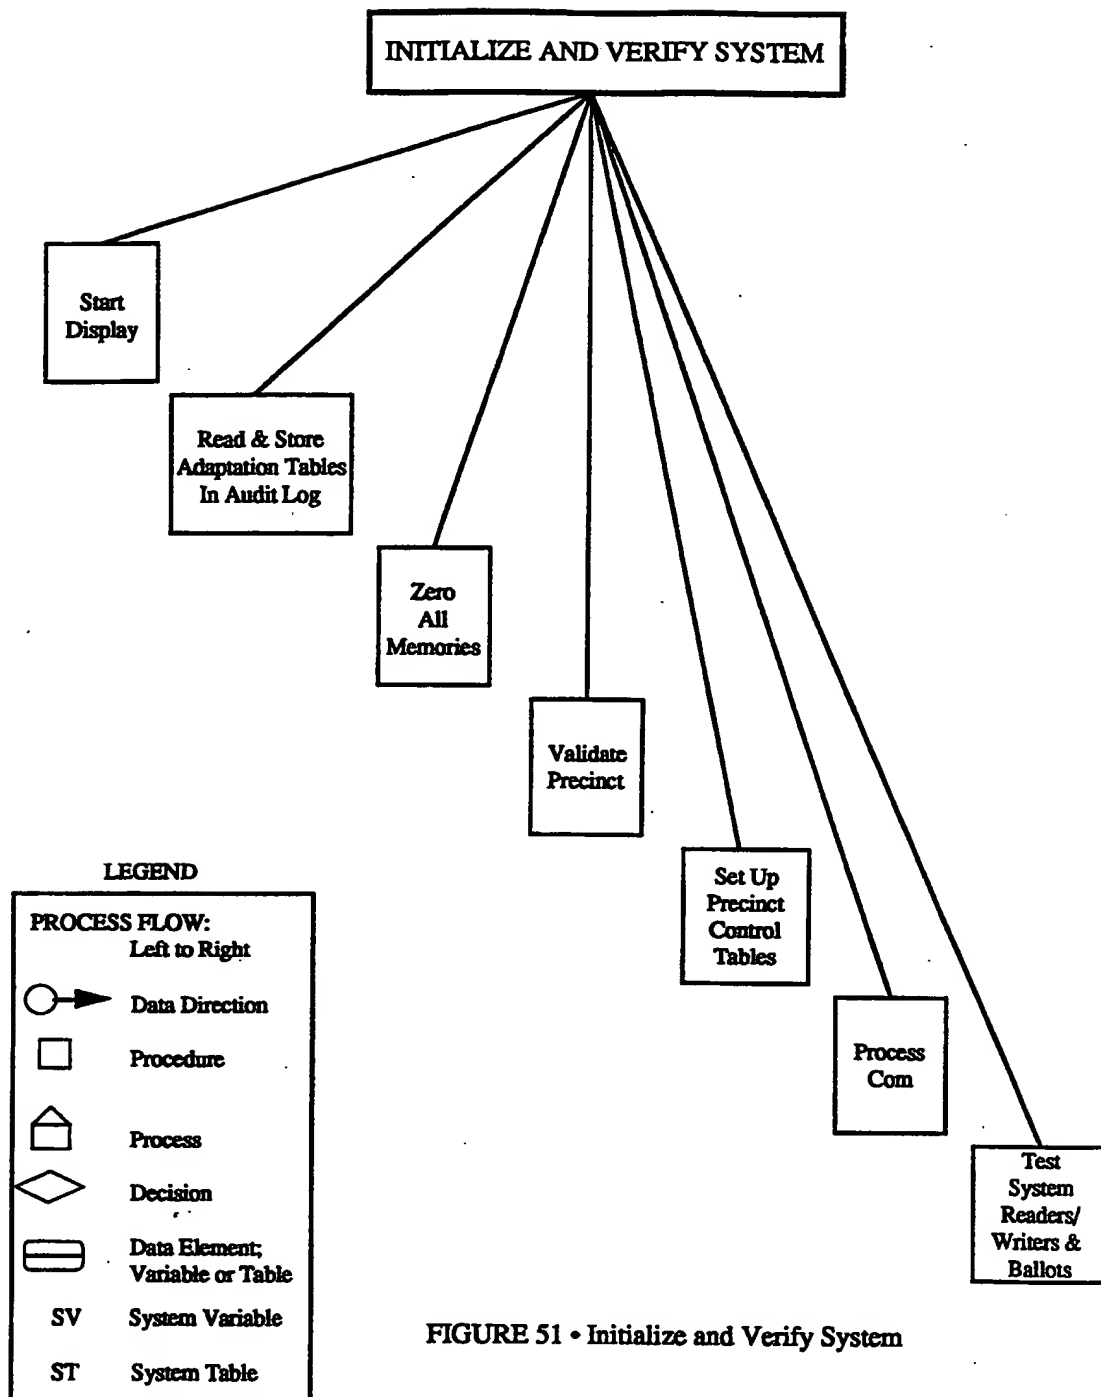 INITIALIZE AND VERIFY SYSTEM
Start
Display
Read & Store
Adaptation Tables
In Audit Log
Zero
All
Memories
Validate
Precinct
Set Up
Precinct
Control
Tables
Process
Com
Test
System
Readers/
Writers &
Ballots
LEGEND
PROCESS FLOW:
Left to Right
Data Direction
Procedure
Process
Decision
Data Element;
Variable or Table
SV System Variable
ST System Table
FIGURE 51 • Initialize and Verify System